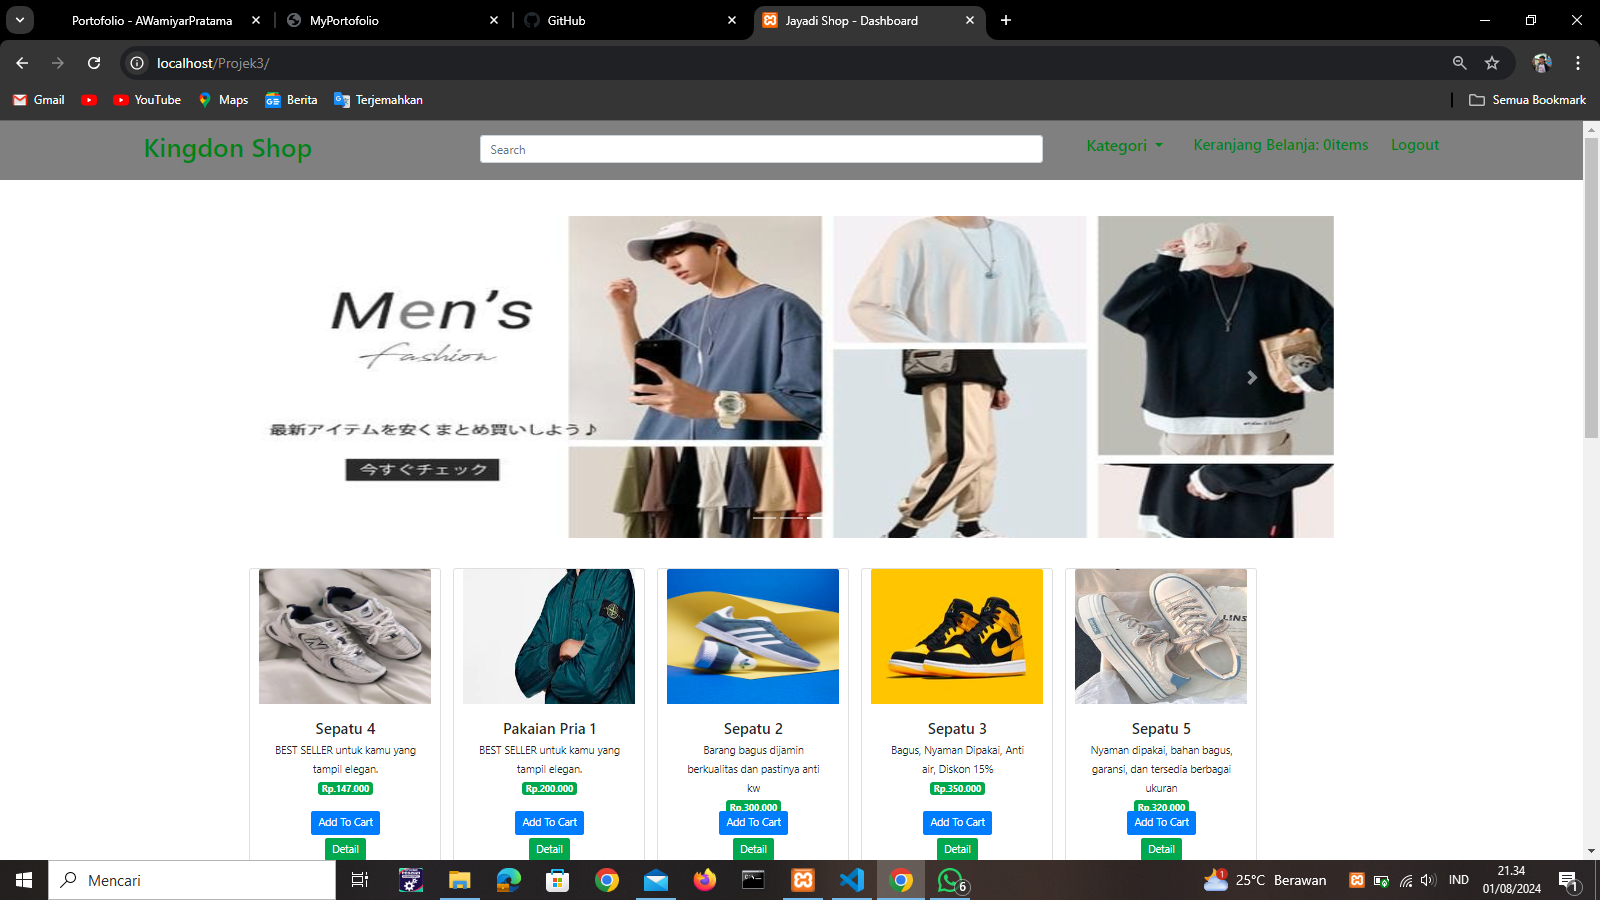 Portofolio - AWamiyarPratama
MyPortofolio
GitHub
Jayadi Shop - Dashboard
localhost/Projek3/
Gmail
YouTube
Maps
Berita
Terjemahkan
Semua Bookmark
Kingdon Shop
Search
Kategori
Keranjang Belanja: 0items
Logout
Men's
fashion
最新アイテムを安くまとめ買いしよう♪
今すぐチェック
Sepatu 4
BEST SELLER untuk kamu yang
tampil elegan.
Rp.147.000
Add To Cart
Detail
Pakaian Pria 1
BEST SELLER untuk kamu yang
tampil elegan.
Rp.200.000
Add To Cart
Detail
Sepatu 2
Barang bagus dijamin
berkualitas dan pastinya anti
kw
Rp.300.000
Add To Cart
Detail
Sepatu 3
Bagus, Nyaman Dipakai, Anti
air, Diskon 15%
Rp.350.000
Add To Cart
Detail
LINS
Sepatu 5
Nyaman dipakai, bahan bagus,
garansi, dan tersedia berbagai
ukuran
Rp.320.000
Add To Cart
Detail
Mencari
6
1
25°C Berawan
IND
21.34
01/08/2024
1